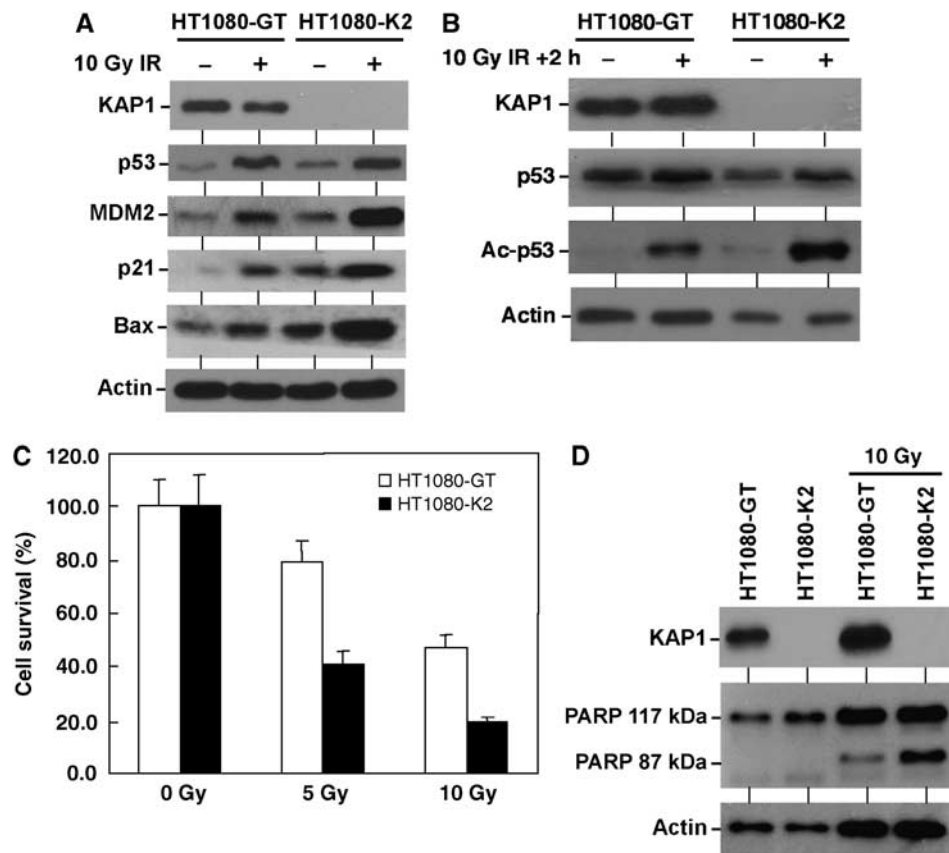 A
HT1080-GT HT1080-K2
10 Gy IR – + – +
KAP1
p53
MDM2
p21
Bax
Actin
B
HT1080-GT HT1080-K2
10 Gy IR +2 h – + – +
KAP1
p53
Ac-p53
Actin
C
Cell survival (%)
120.0
100.0
80.0
60.0
40.0
20.0
0.0
HT1080-GT
HT1080-K2
0 Gy 5 Gy 10 Gy
D
10 Gy
HT1080-GT
HT1080-K2
HT1080-GT
HT1080-K2
KAP1
PARP 117 kDa
PARP 87 kDa
Actin